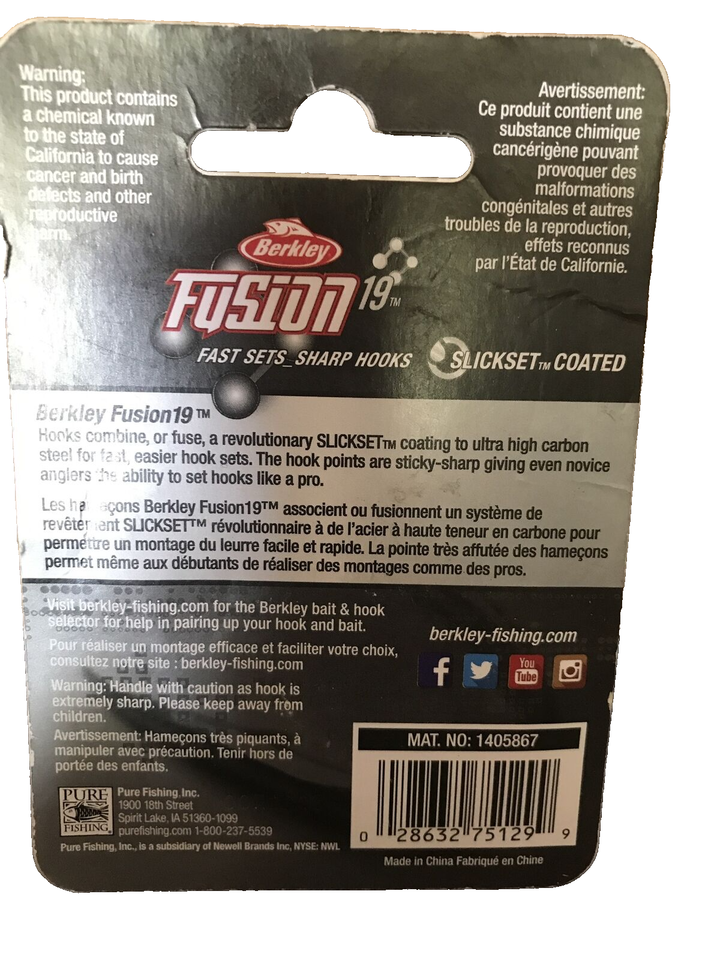 Warning:
This product contains
a chemical known
to the state of
California to cause
cancer and birth
defects and other
reproductive
harm.
Avertissement:
Ce produit contient une
substance chimique
cancérigène pouvant
provoquer des
malformations
congénitales et autres
troubles de la reproduction,
effets reconnus
par l'État de Californie.
Berkley
FUSION 19™
FAST SETS_SHARP HOOKS
SLICKSET™ COATED
Berkley Fusion19™
Hooks combine, or fuse, a revolutionary SLICKSET™ coating to ultra high carbon
steel for fast, easier hook sets. The hook points are sticky-sharp giving even novice
anglers the ability to set hooks like a pro.
Les hameçons Berkley Fusion19™ associent ou fusionnent un système de
revêtement SLICKSET™ révolutionnaire à de l'acier à haute teneur en carbone pour
permettre un montage du leurre facile et rapide. La pointe très affutée des hameçons
permet même aux débutants de réaliser des montages comme des pros.
Visit berkley-fishing.com for the Berkley bait & hook
selector for help in pairing up your hook and bait.
Pour réaliser un montage efficace et faciliter votre choix,
consultez notre site : berkley-fishing.com
Warning: Handle with caution as hook is
extremely sharp. Please keep away from
children.
Avertissement: Hameçons très piquants, à
manipuler avec précaution. Tenir hors de
portée des enfants.
berkley-fishing.com
f
You
Tube
MAT. NO: 1405867
0 28632 75129 9
Made in China Fabriqué en Chine
PURE
FISHING
Pure Fishing, Inc.
1900 18th Street
Spirit Lake, IA 51360-1099
purefishing.com 1-800-237-5539
Pure Fishing, Inc., is a subsidiary of Newell Brands Inc, NYSE: NWL